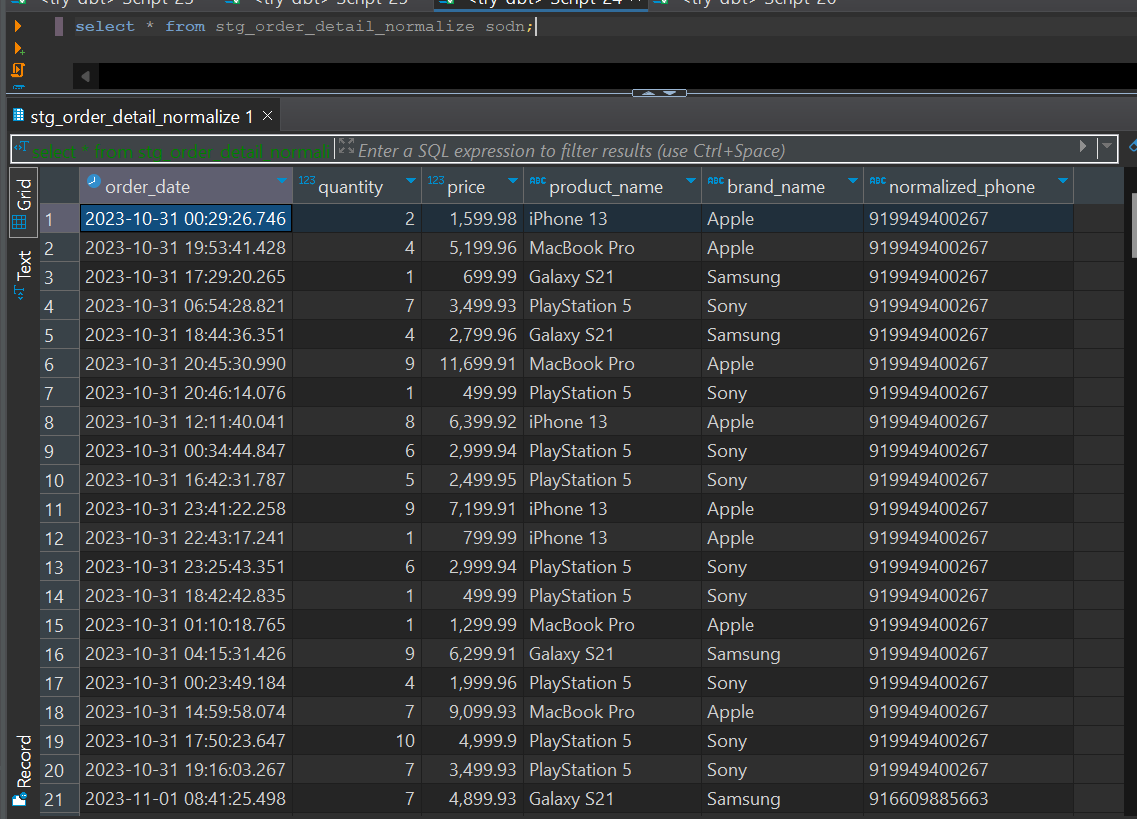 <try-db> Script-24
select * from stg_order_detail_normalize sodn;
stg_order_detail_normalize 1
select * from stg_order_detail_normali Enter a SQL expression to filter results (use Ctrl+Space)
Grid
Text
Record
order_date 123 quantity 123 price ABC product_name ABC brand_name ABC normalized_phone
1 2023-10-31 00:29:26.746 2 1,599.98 iPhone 13 Apple 919949400267
2 2023-10-31 19:53:41.428 4 5,199.96 MacBook Pro Apple 919949400267
3 2023-10-31 17:29:20.265 1 699.99 Galaxy S21 Samsung 919949400267
4 2023-10-31 06:54:28.821 7 3,499.93 PlayStation 5 Sony 919949400267
5 2023-10-31 18:44:36.351 4 2,799.96 Galaxy S21 Samsung 919949400267
6 2023-10-31 20:45:30.990 9 11,699.91 MacBook Pro Apple 919949400267
7 2023-10-31 20:46:14.076 1 499.99 PlayStation 5 Sony 919949400267
8 2023-10-31 12:11:40.041 8 6,399.92 iPhone 13 Apple 919949400267
9 2023-10-31 00:34:44.847 6 2,999.94 PlayStation 5 Sony 919949400267
10 2023-10-31 16:42:31.787 5 2,499.95 PlayStation 5 Sony 919949400267
11 2023-10-31 23:41:22.258 9 7,199.91 iPhone 13 Apple 919949400267
12 2023-10-31 22:43:17.241 1 799.99 iPhone 13 Apple 919949400267
13 2023-10-31 23:25:43.351 6 2,999.94 PlayStation 5 Sony 919949400267
14 2023-10-31 18:42:42.835 1 499.99 PlayStation 5 Sony 919949400267
15 2023-10-31 01:10:18.765 1 1,299.99 MacBook Pro Apple 919949400267
16 2023-10-31 04:15:31.426 9 6,299.91 Galaxy S21 Samsung 919949400267
17 2023-10-31 00:23:49.184 4 1,999.96 PlayStation 5 Sony 919949400267
18 2023-10-31 14:59:58.074 7 9,099.93 MacBook Pro Apple 919949400267
19 2023-10-31 17:50:23.647 10 4,999.9 PlayStation 5 Sony 919949400267
20 2023-10-31 19:16:03.267 7 3,499.93 PlayStation 5 Sony 919949400267
21 2023-11-01 08:41:25.498 7 4,899.93 Galaxy S21 Samsung 916609885663